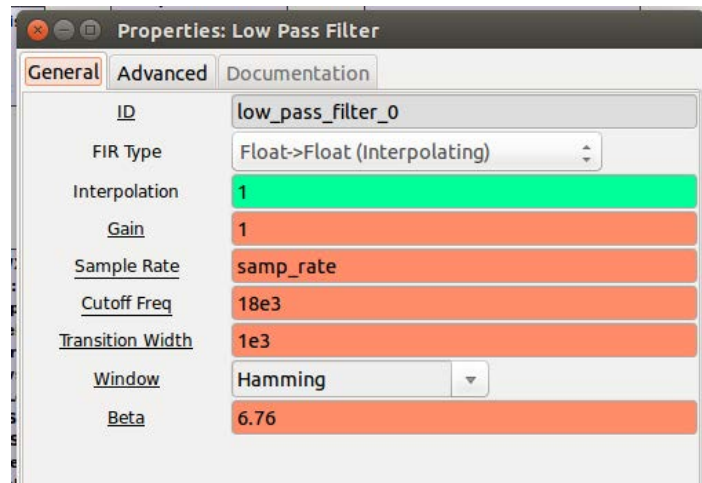 Properties: Low Pass Filter
General Advanced Documentation
ID low_pass_filter_0
FIR Type Float->Float (Interpolating)
Interpolation 1
Gain 1
Sample Rate samp_rate
Cutoff Freq 18e3
Transition Width 1e3
Window Hamming
Beta 6.76